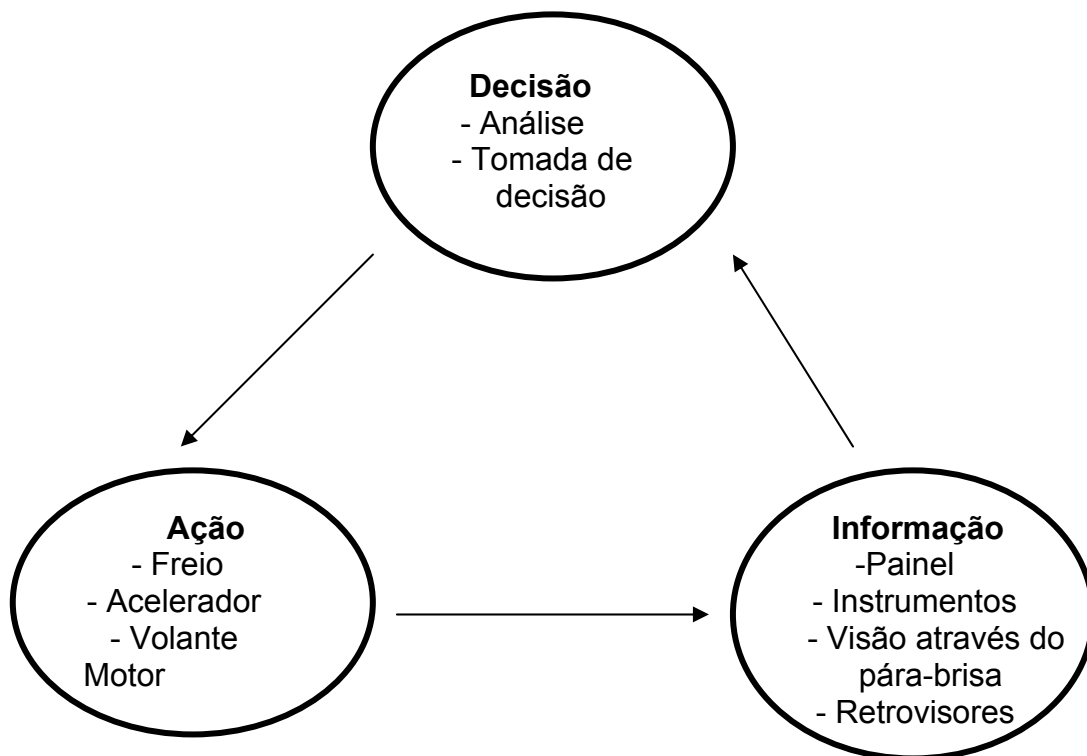 Decisão
- Análise
- Tomada de
decisão
Ação
- Freio
- Acelerador
- Volante
Motor
Informação
-Painel
- Instrumentos
- Visão através do
pára-brisa
- Retrovisores